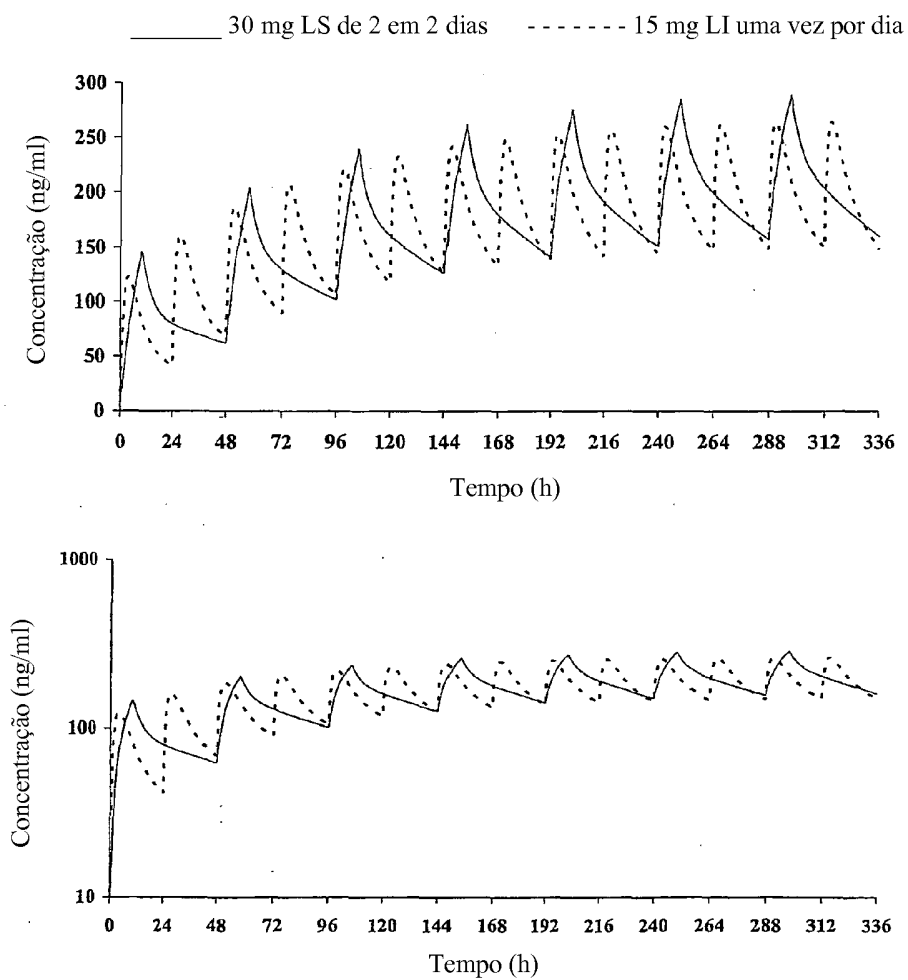 30 mg LS de 2 em 2 dias 15 mg LI uma vez por dia
Concentração (ng/ml)
300
250
200
150
100
50
0
0 24 48 72 96 120 144 168 192 216 240 264 288 312 336
Tempo (h)
Concentração (ng/ml)
1000
100
10
0 24 48 72 96 120 144 168 192 216 240 264 288 312 336
Tempo (h)